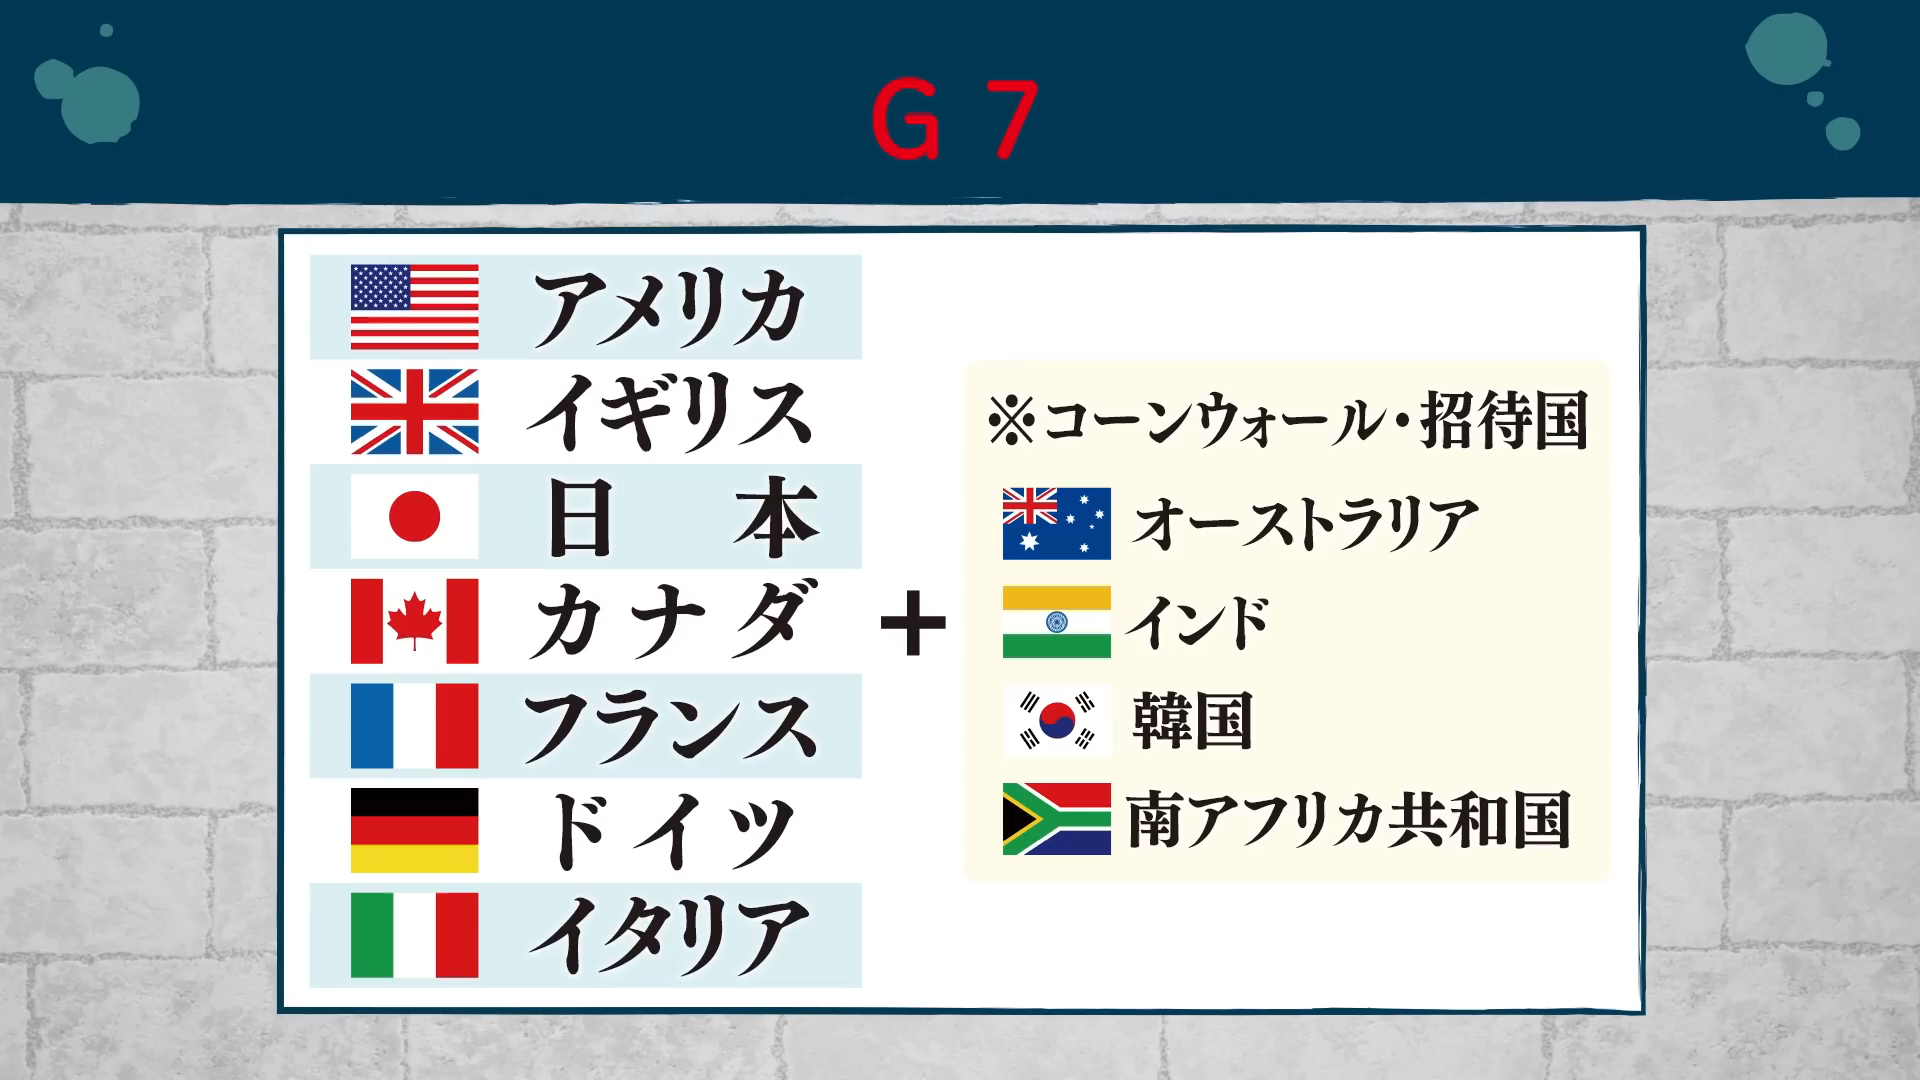 G7
アメリカ
イギリス
日本
カナダ
フランス
ドイツ
イタリア
+
※コーンウォール・招待国
オーストラリア
インド
韓国
南アフリカ共和国